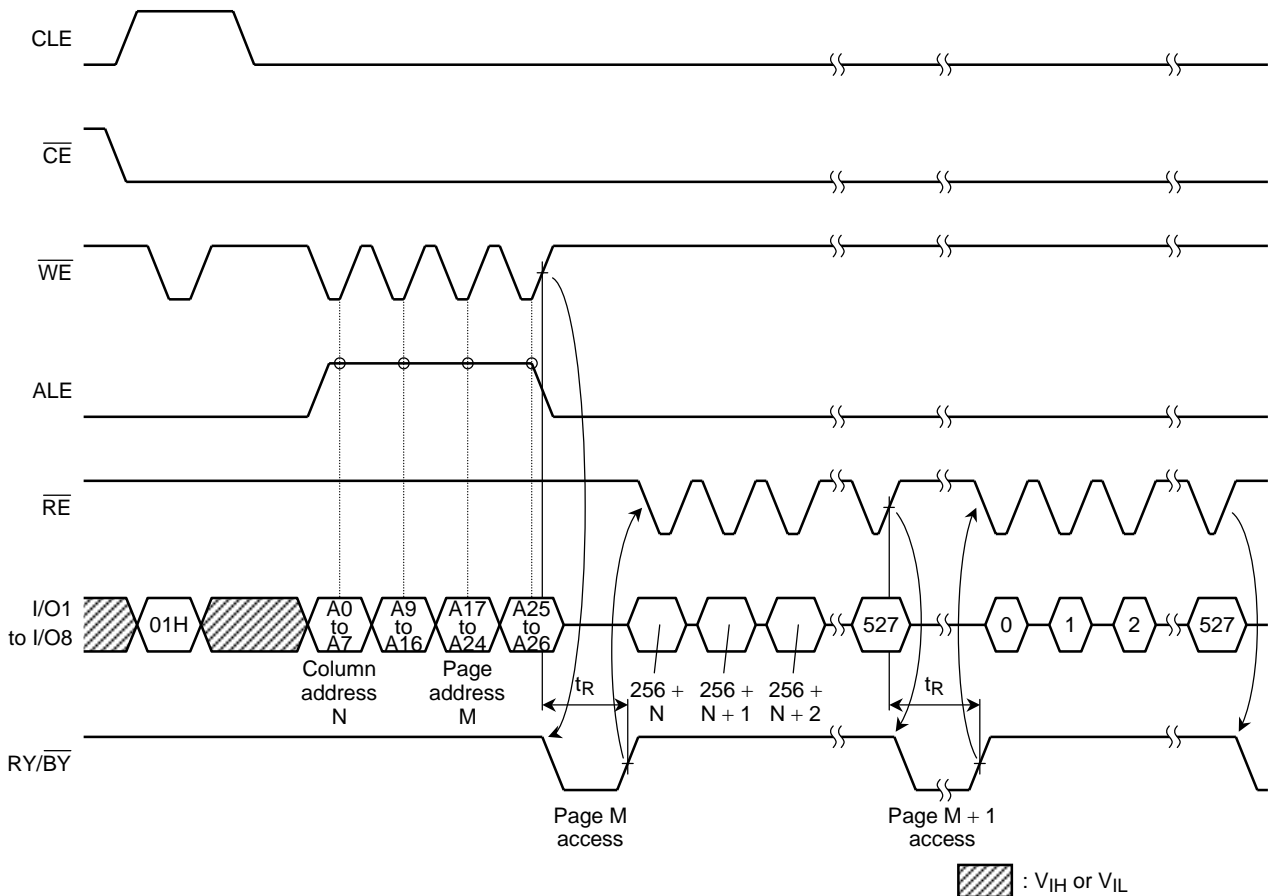 CLE
CE
WE
ALE
RE
I/O1
to I/O8
01H
A0
to
A7
A9
to
A16
A17
to
A24
A25
to
A26
527
0
1
2
527
Column
address
N
Page
address
M
tR
256 +
N
256 +
N + 1
256 +
N + 2
tR
RY/BY
Page M
access
Page M + 1
access
: VIH or VIL